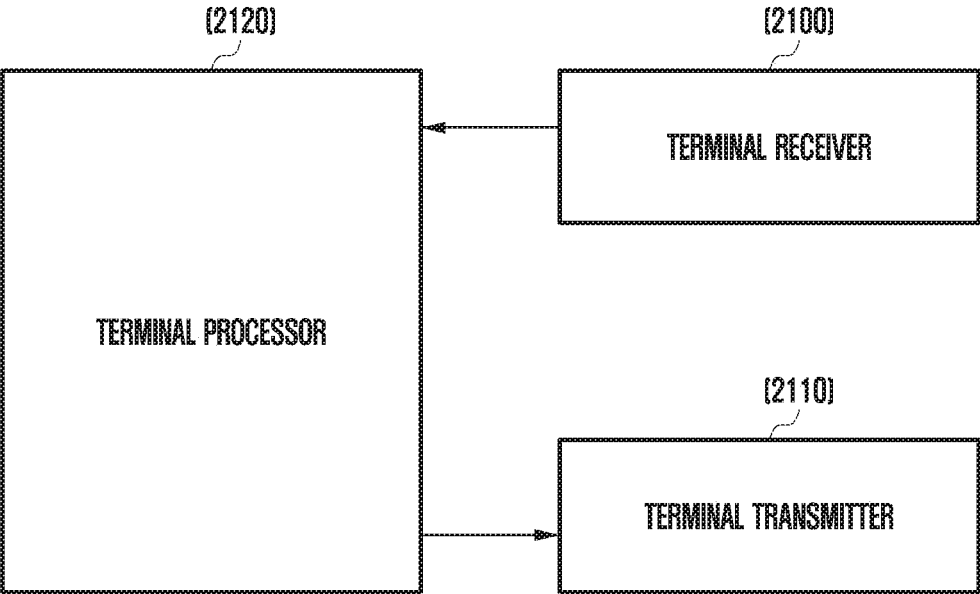 (2120)
(2100)
TERMINAL RECEIVER
TERMINAL PROCESSOR
(2110)
TERMINAL TRANSMITTER